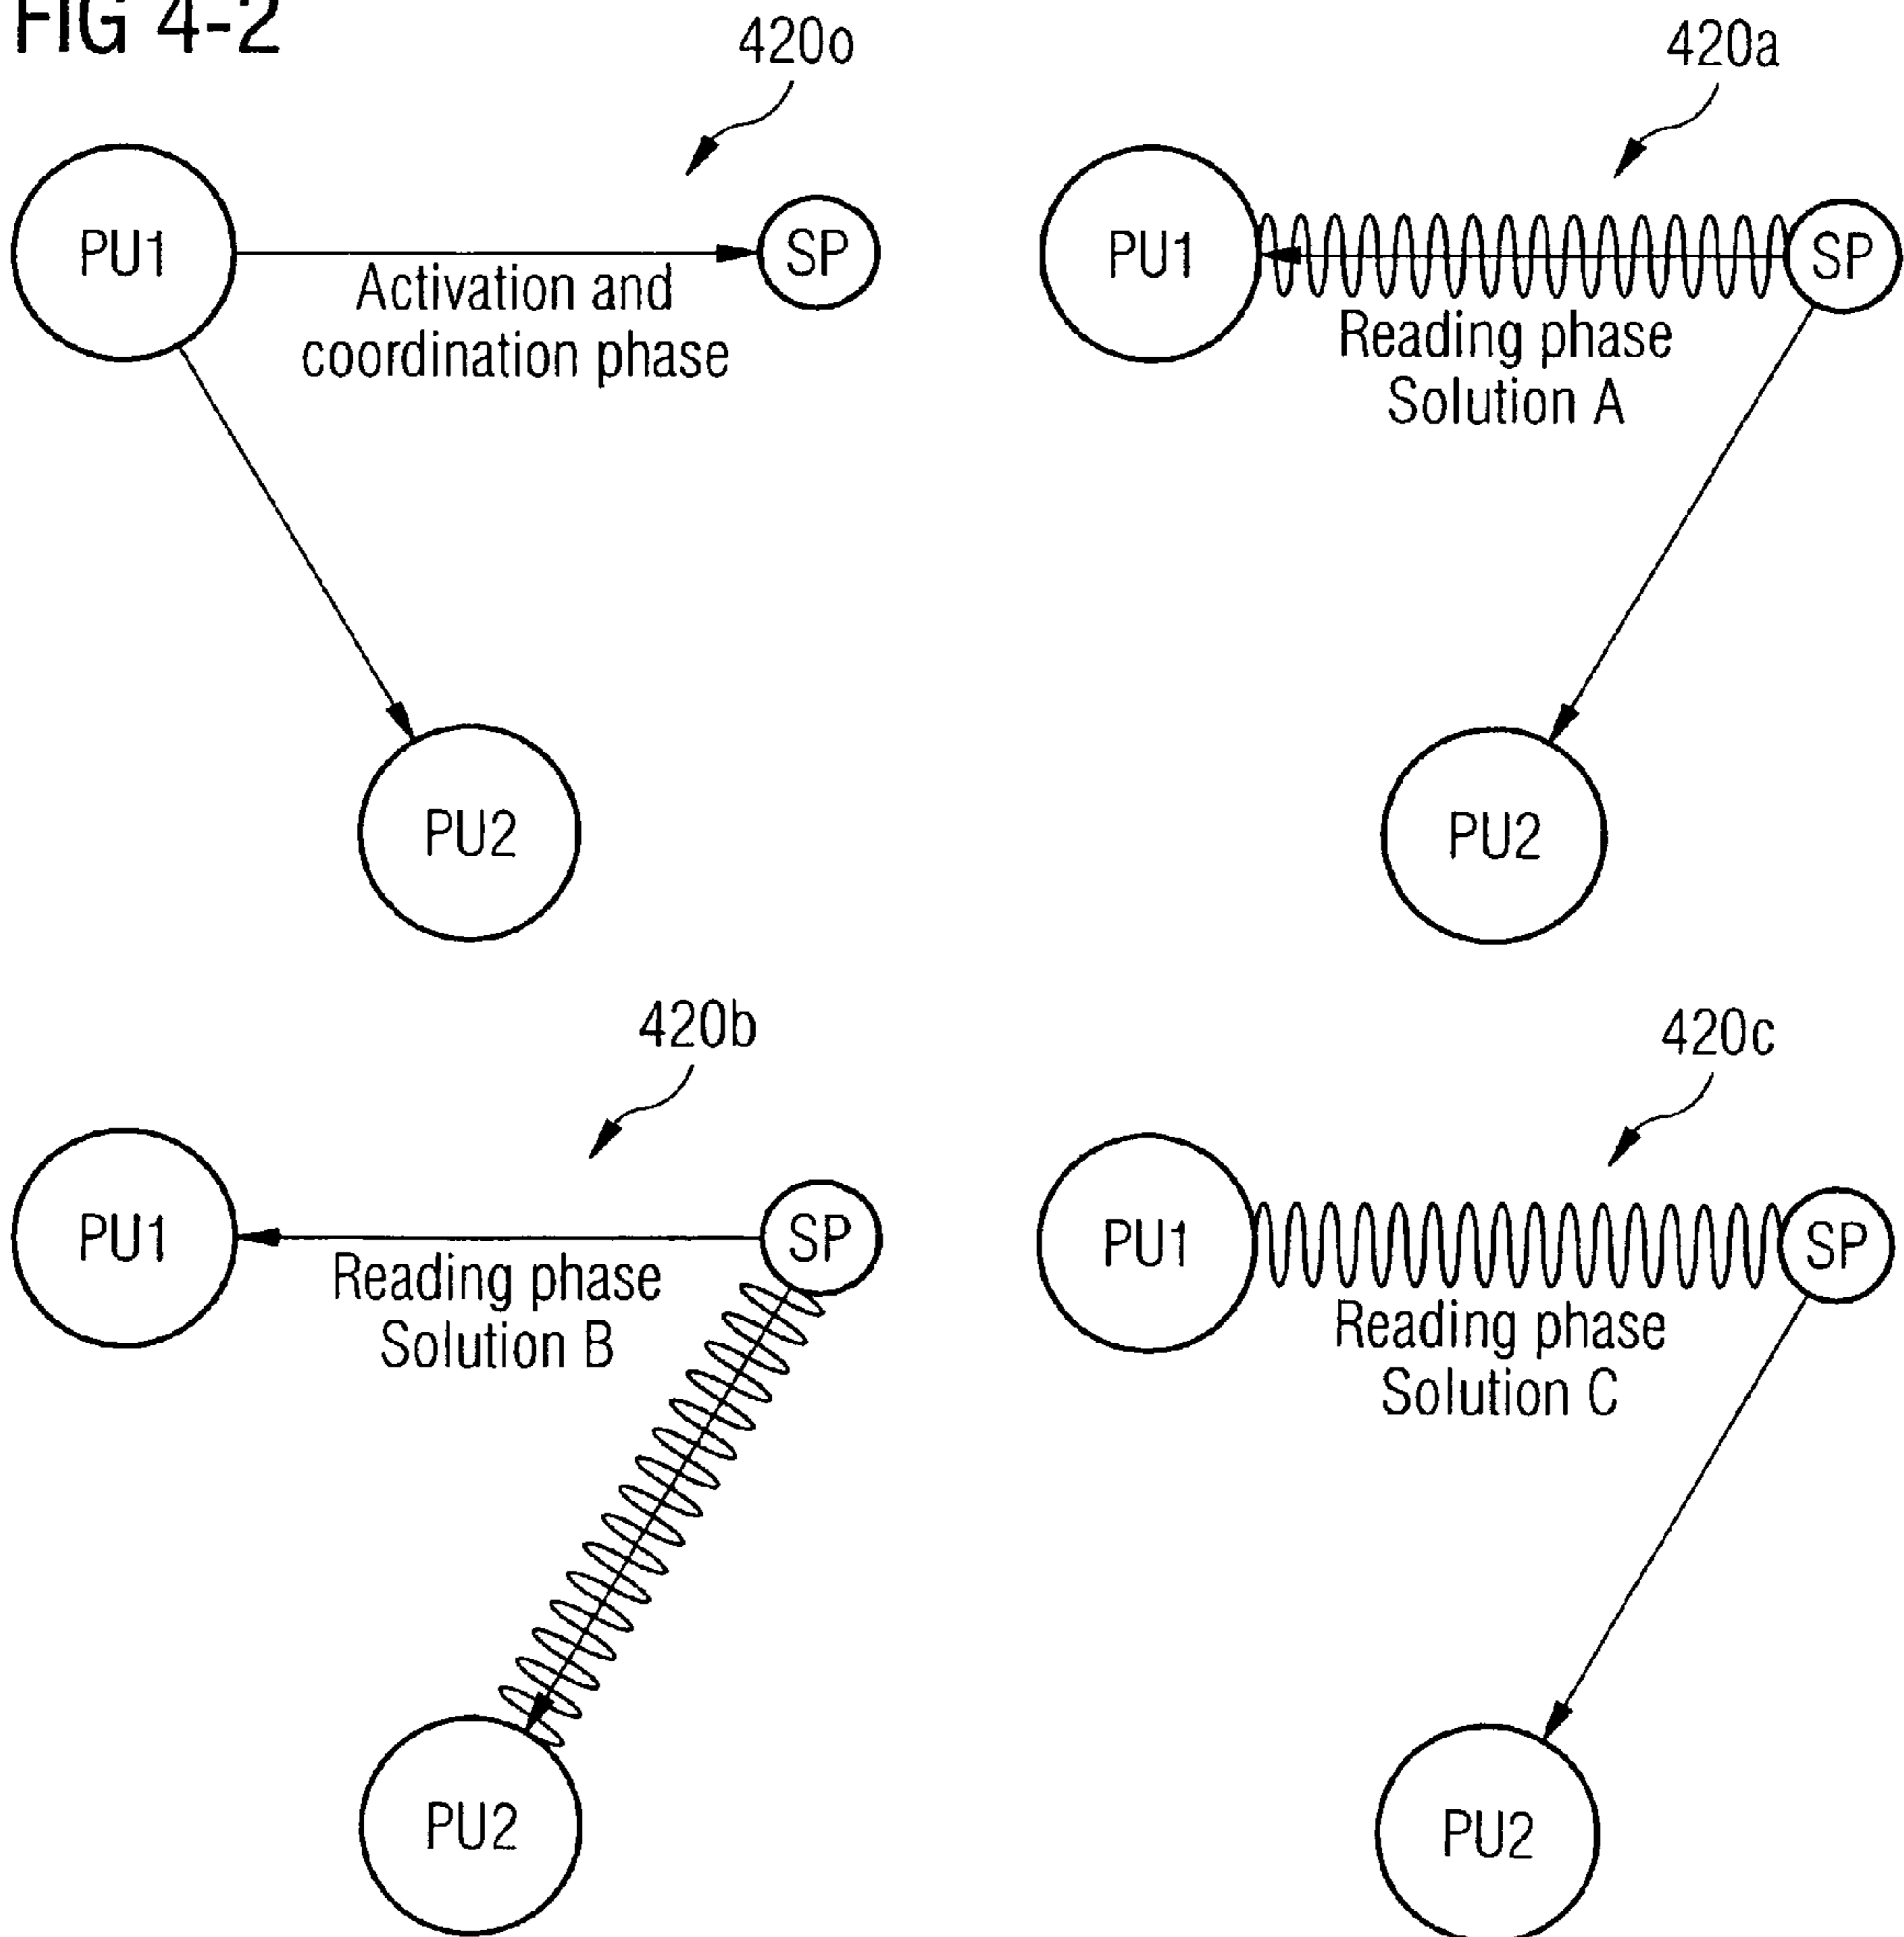 FIG 4-2
420o
PU1
SP
Activation and
coordination phase
PU2
420a
PU1
SP
Reading phase
Solution A
PU2
420b
PU1
SP
Reading phase
Solution B
PU2
420c
PU1
SP
Reading phase
Solution C
PU2